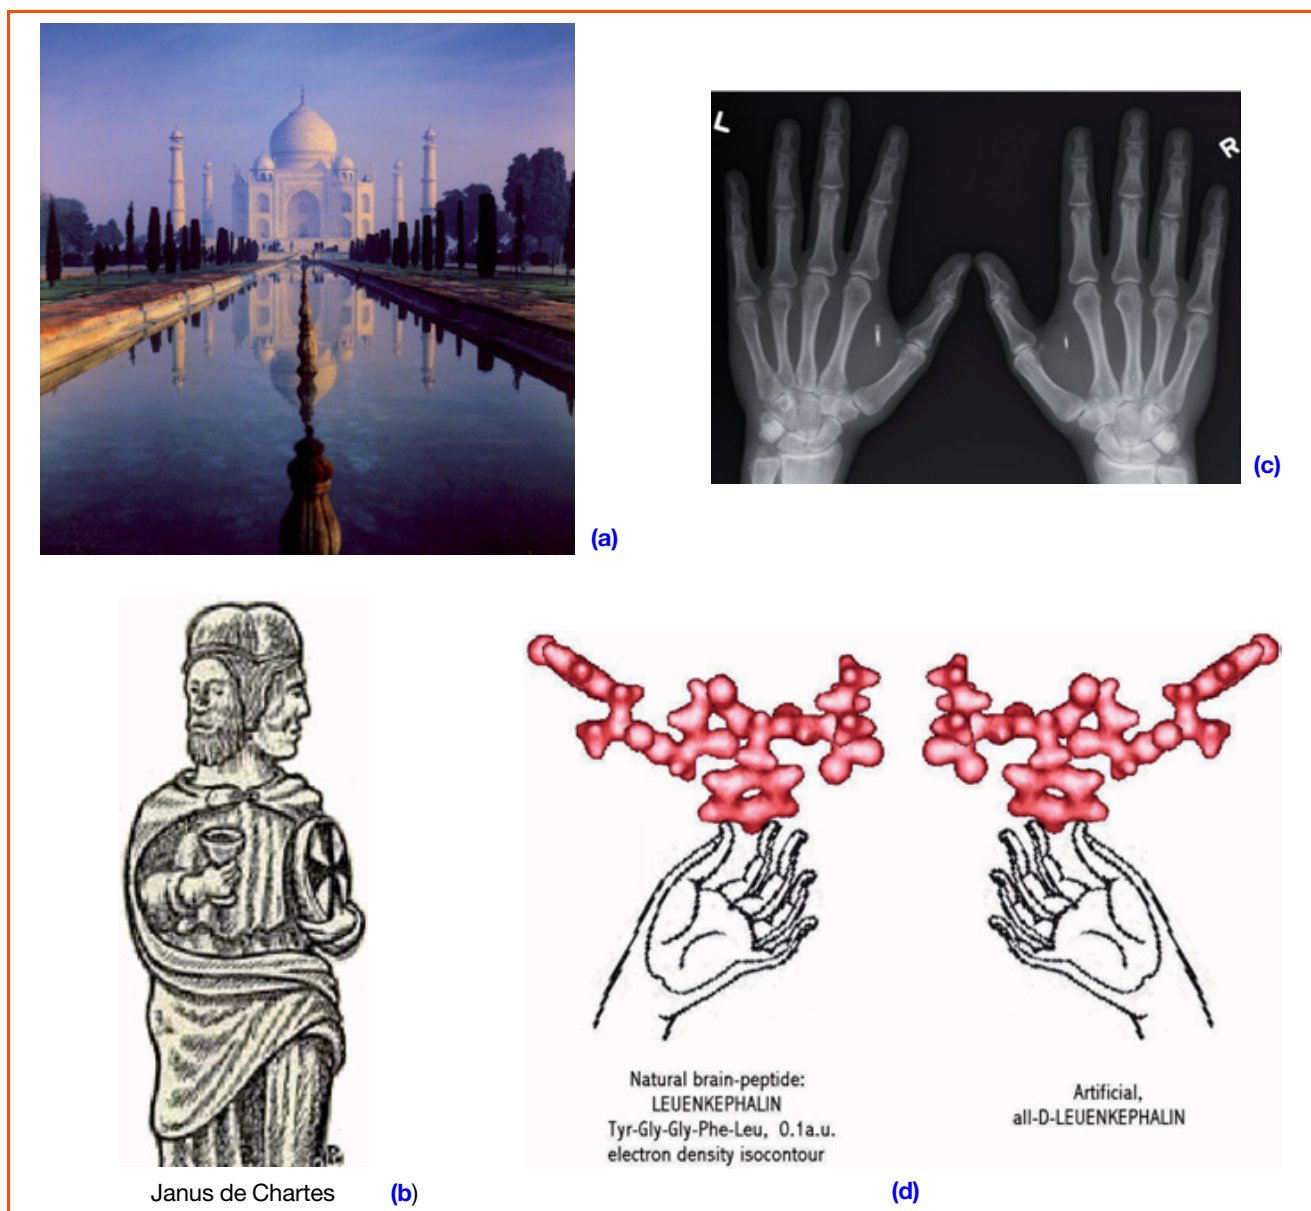 L
R
(c)
(a)
Natural brain-peptide:
LEUENKEPHALIN
Tyr-Gly-Gly-Phe-Leu, 0.1a.u.
electron density isocontour
Artificial,
all-D-LEUENKEPHALIN
Janus de Chartes
(b)
(d)